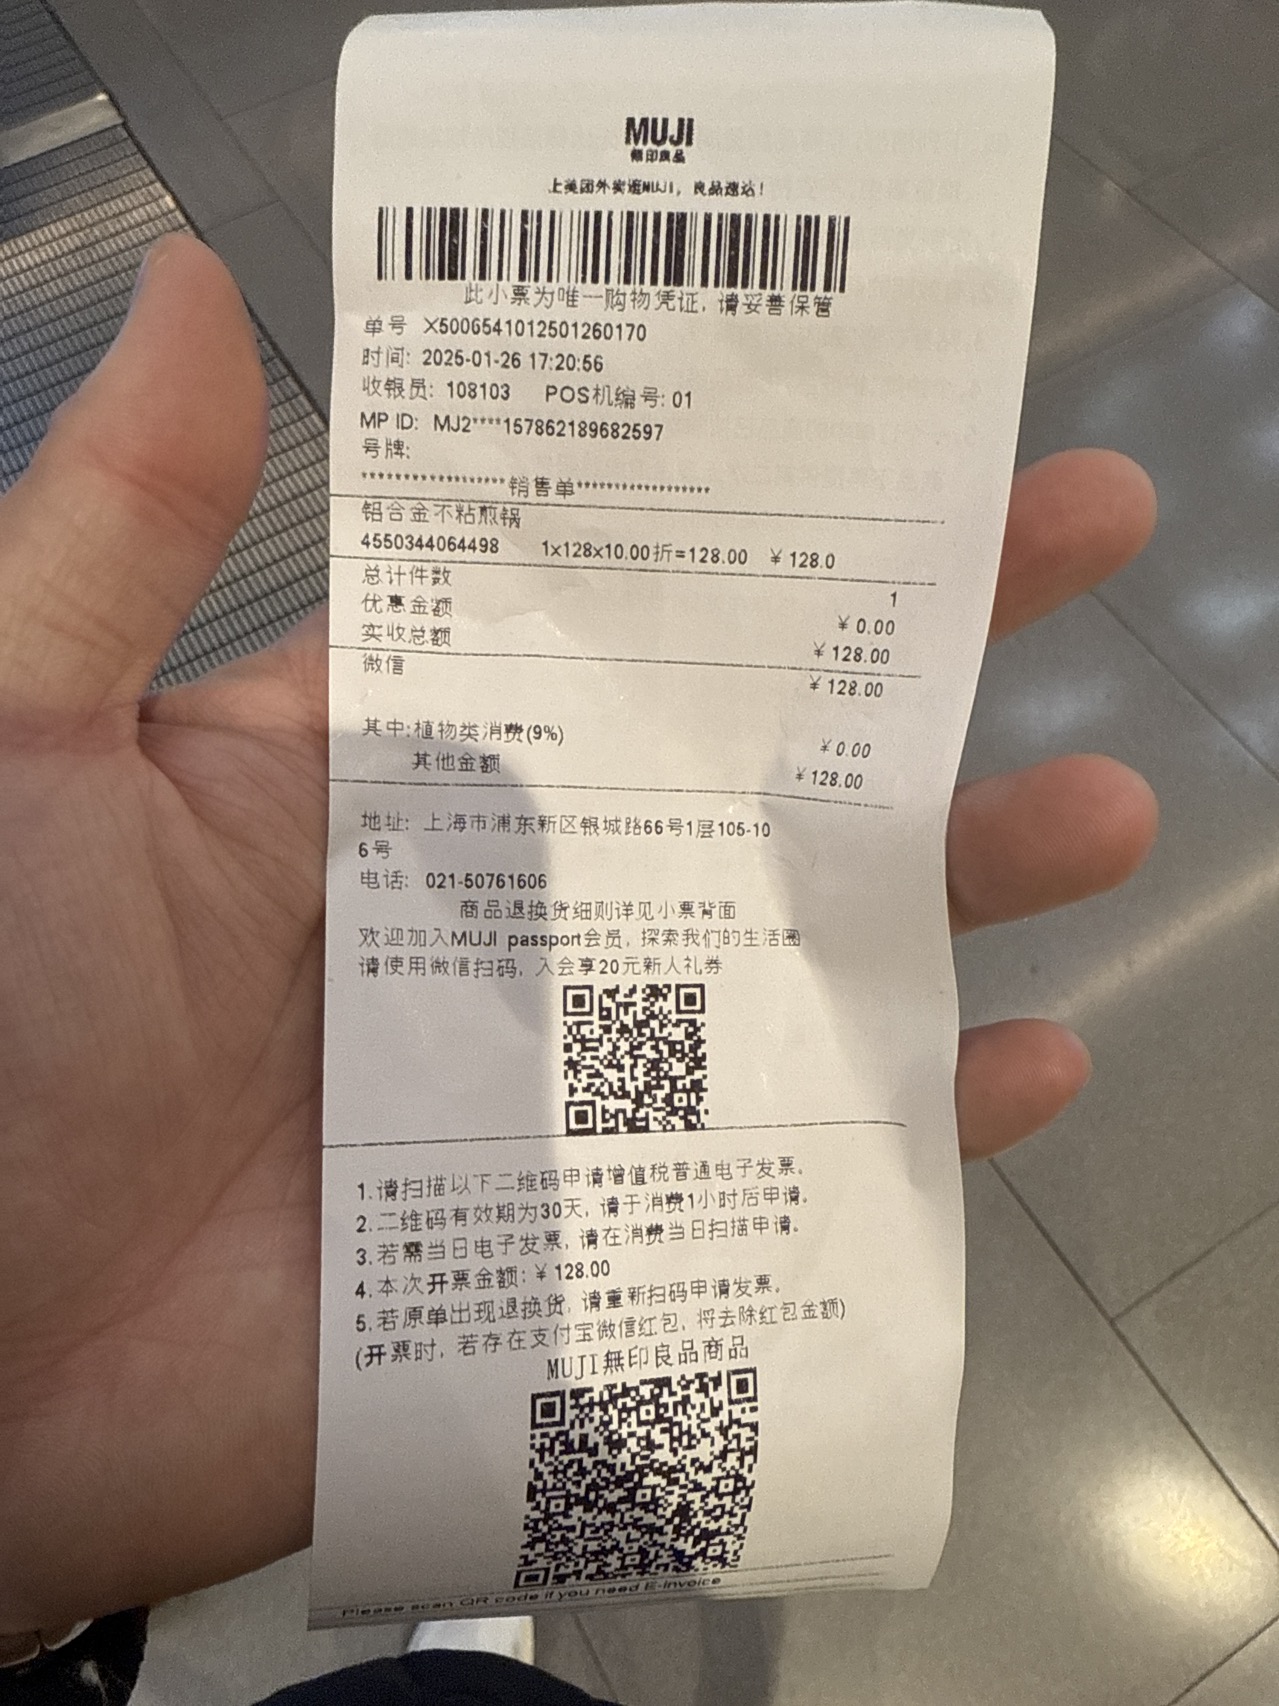 MUJI
無印良品
上美团外卖逛MUJI，良品速达！
此小票为唯一购物凭证，请妥善保管
单号 X5006541012501260170
时间: 2025-01-26 17:20:56
收银员: 108103 POS机编号: 01
MP ID: MJ2****157862189682597
号牌:
******************销售单******************
铝合金不粘煎锅
4550344064498 1x128x10.00折=128.00 ￥128.0
总计件数 1
优惠金额 ￥0.00
实收总额 ￥128.00
微信 ￥128.00
其中:植物类消费(9%) ￥0.00
其他金额 ￥128.00
地址: 上海市浦东新区银城路66号1层105-10
6号
电话: 021-50761606
商品退换货细则详见小票背面
欢迎加入MUJI passport会员, 探索我们的生活圈
请使用微信扫码, 入会享20元新人礼券
1.请扫描以下二维码申请增值税普通电子发票。
2.二维码有效期为30天, 请于消费1小时后申请。
3.若需当日电子发票, 请在消费当日扫描申请。
4.本次开票金额:￥128.00
5.若原单出现退换货, 请重新扫码申请发票。
(开票时, 若存在支付宝微信红包, 将去除红包金额)
MUJI無印良品商品
Please scan QR code if you need E-invoice